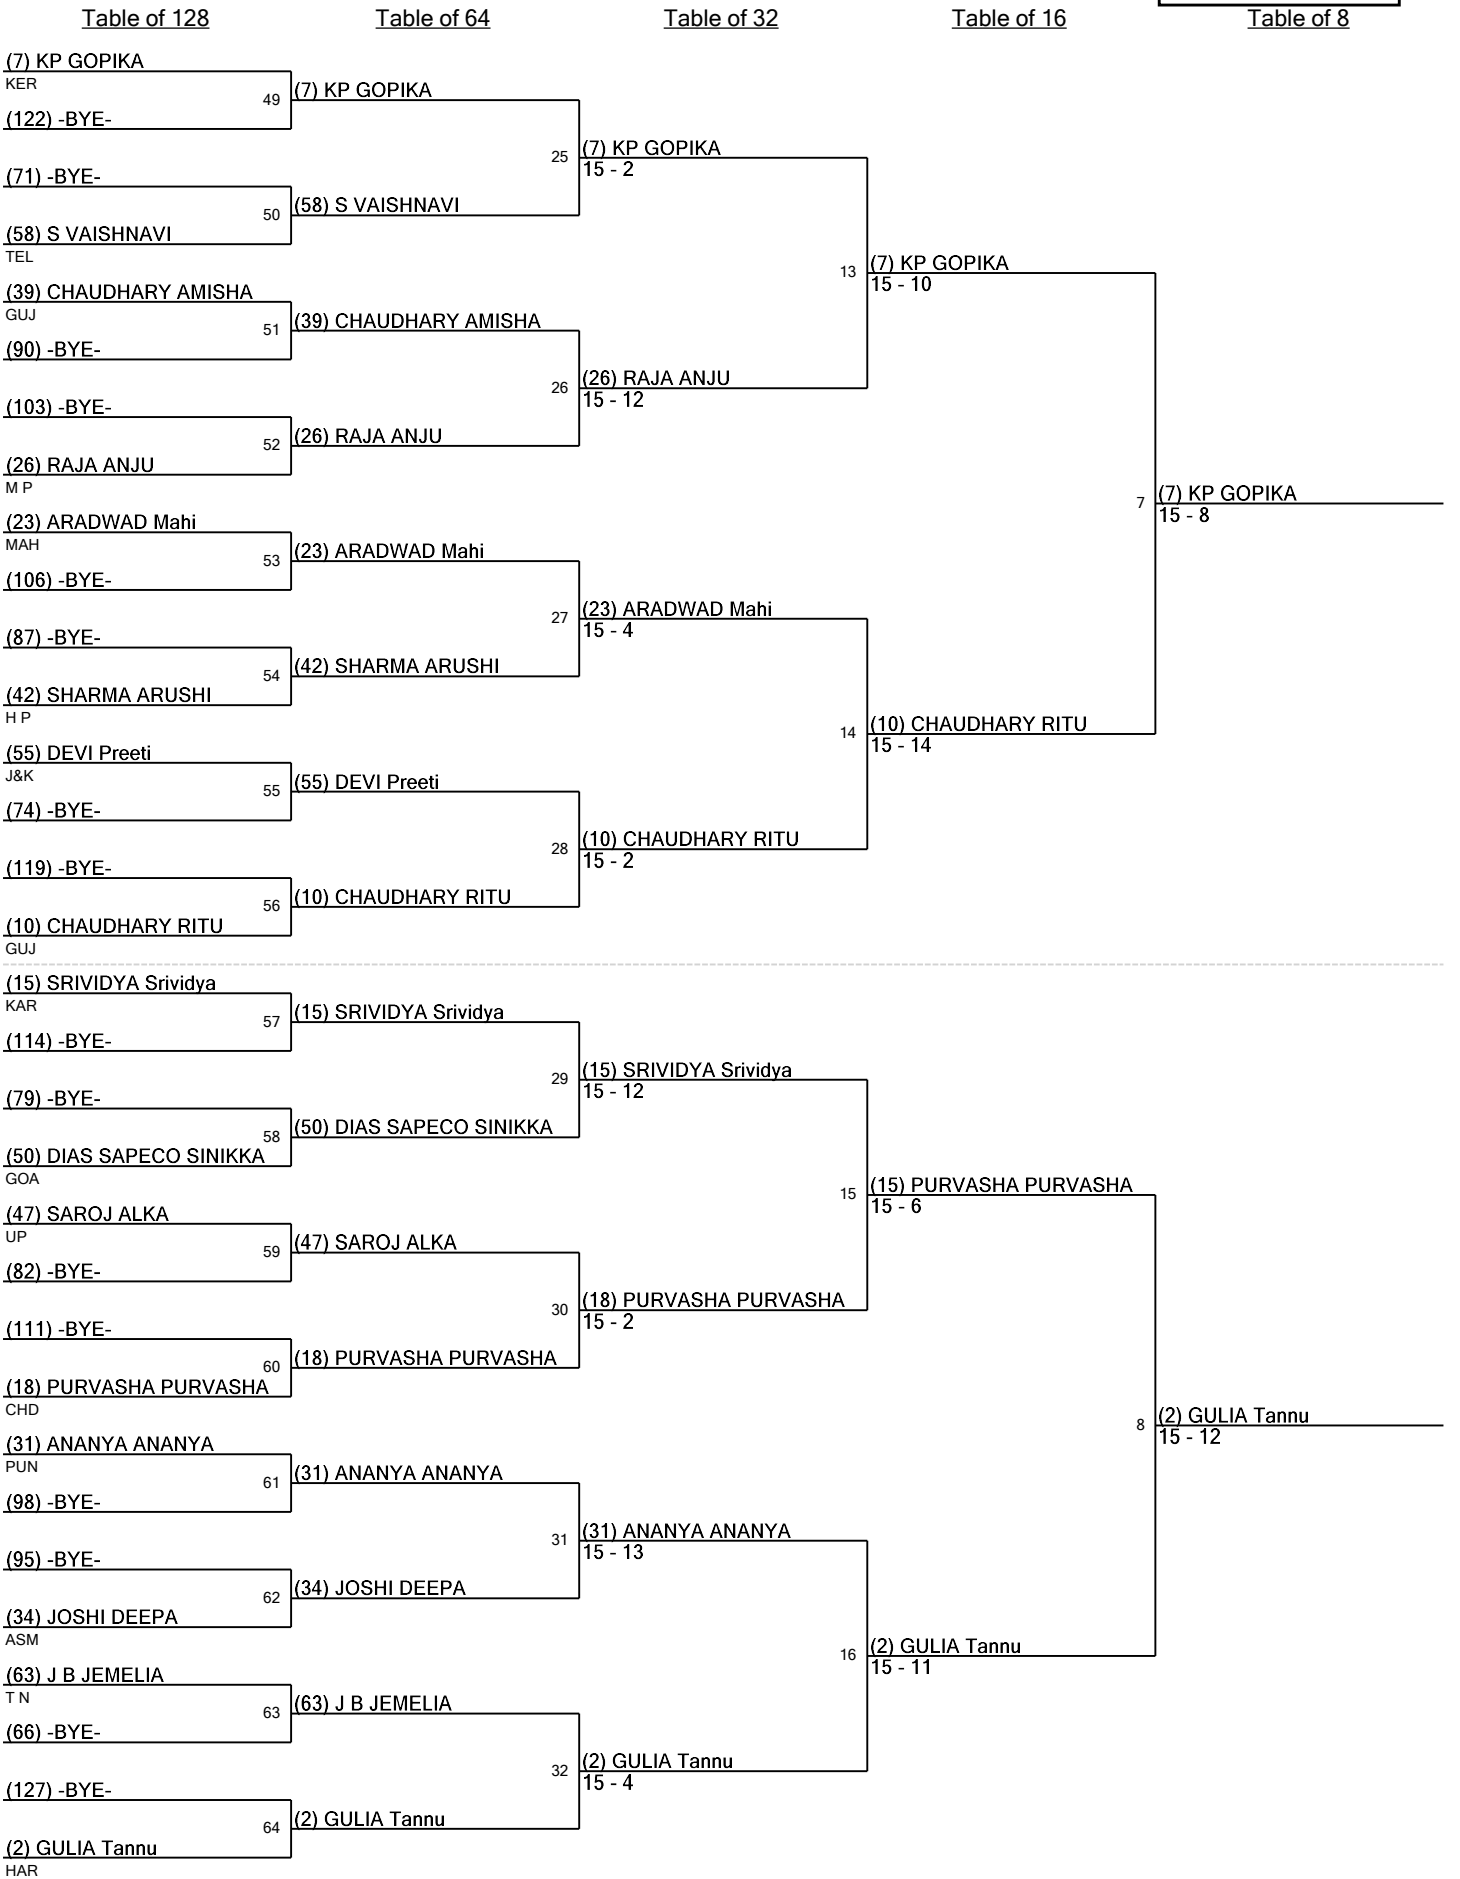 Table of 128
Table of 64
Table of 32
Table of 16
Table of 8
(7) KP GOPIKA
KER
49
(122) -BYE-
(71) -BYE-
50
(58) S VAISHNAVI
TEL
(39) CHAUDHARY AMISHA
GUJ
51
(90) -BYE-
(103) -BYE-
52
(26) RAJA ANJU
M P
(23) ARADWAD Mahi
MAH
53
(106) -BYE-
(87) -BYE-
54
(42) SHARMA ARUSHI
H P
(55) DEVI Preeti
J&K
55
(74) -BYE-
(119) -BYE-
56
(10) CHAUDHARY RITU
GUJ
(15) SRIVIDYA Srividya
KAR
57
(114) -BYE-
(79) -BYE-
58
(50) DIAS SAPECO SINIKKA
GOA
(47) SAROJ ALKA
UP
59
(82) -BYE-
(111) -BYE-
60
(18) PURVASHA PURVASHA
CHD
(31) ANANYA ANANYA
PUN
61
(98) -BYE-
(95) -BYE-
62
(34) JOSHI DEEPA
ASM
(63) J B JEMELIA
T N
63
(66) -BYE-
(127) -BYE-
64
(2) GULIA Tannu
HAR
(7) KP GOPIKA
25
(58) S VAISHNAVI
(39) CHAUDHARY AMISHA
26
(26) RAJA ANJU
(23) ARADWAD Mahi
27
(42) SHARMA ARUSHI
(55) DEVI Preeti
28
(10) CHAUDHARY RITU
(15) SRIVIDYA Srividya
29
(50) DIAS SAPECO SINIKKA
(47) SAROJ ALKA
30
(18) PURVASHA PURVASHA
(31) ANANYA ANANYA
31
(34) JOSHI DEEPA
(63) J B JEMELIA
32
(2) GULIA Tannu
(7) KP GOPIKA
15 - 2
13
(26) RAJA ANJU
15 - 12
(23) ARADWAD Mahi
15 - 4
14
(10) CHAUDHARY RITU
15 - 2
(15) SRIVIDYA Srividya
15 - 12
15
(18) PURVASHA PURVASHA
15 - 2
(31) ANANYA ANANYA
15 - 13
16
(2) GULIA Tannu
15 - 4
(7) KP GOPIKA
15 - 10
7
(10) CHAUDHARY RITU
15 - 14
(15) PURVASHA PURVASHA
15 - 6
8
(2) GULIA Tannu
15 - 11
(7) KP GOPIKA
15 - 8
(2) GULIA Tannu
15 - 12